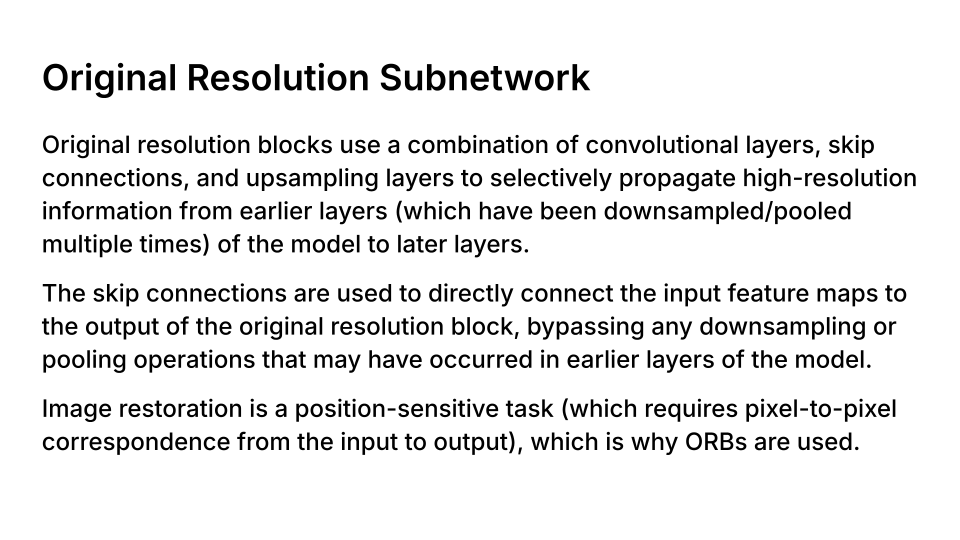 Original Resolution Subnetwork
Original resolution blocks use a combination of convolutional layers, skip
connections, and upsampling layers to selectively propagate high-resolution
information from earlier layers (which have been downsampled/pooled
multiple times) of the model to later layers.
The skip connections are used to directly connect the input feature maps to
the output of the original resolution block, bypassing any downsampling or
pooling operations that may have occurred in earlier layers of the model.
Image restoration is a position-sensitive task (which requires pixel-to-pixel
correspondence from the input to output), which is why ORBs are used.